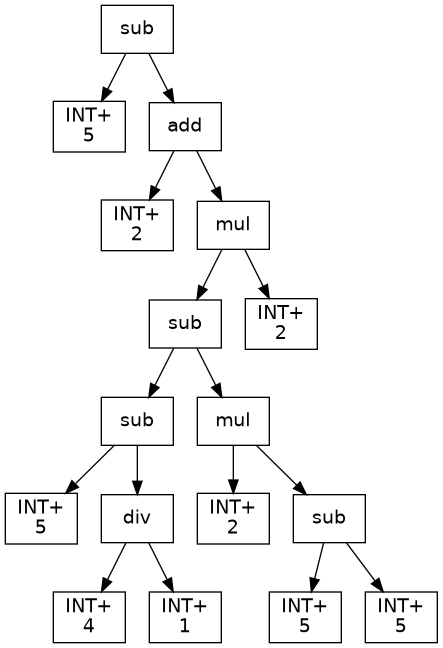 sub
INT+
5
add
INT+
2
mul
sub
INT+
2
sub
mul
INT+
5
div
INT+
2
sub
INT+
4
INT+
1
INT+
5
INT+
5